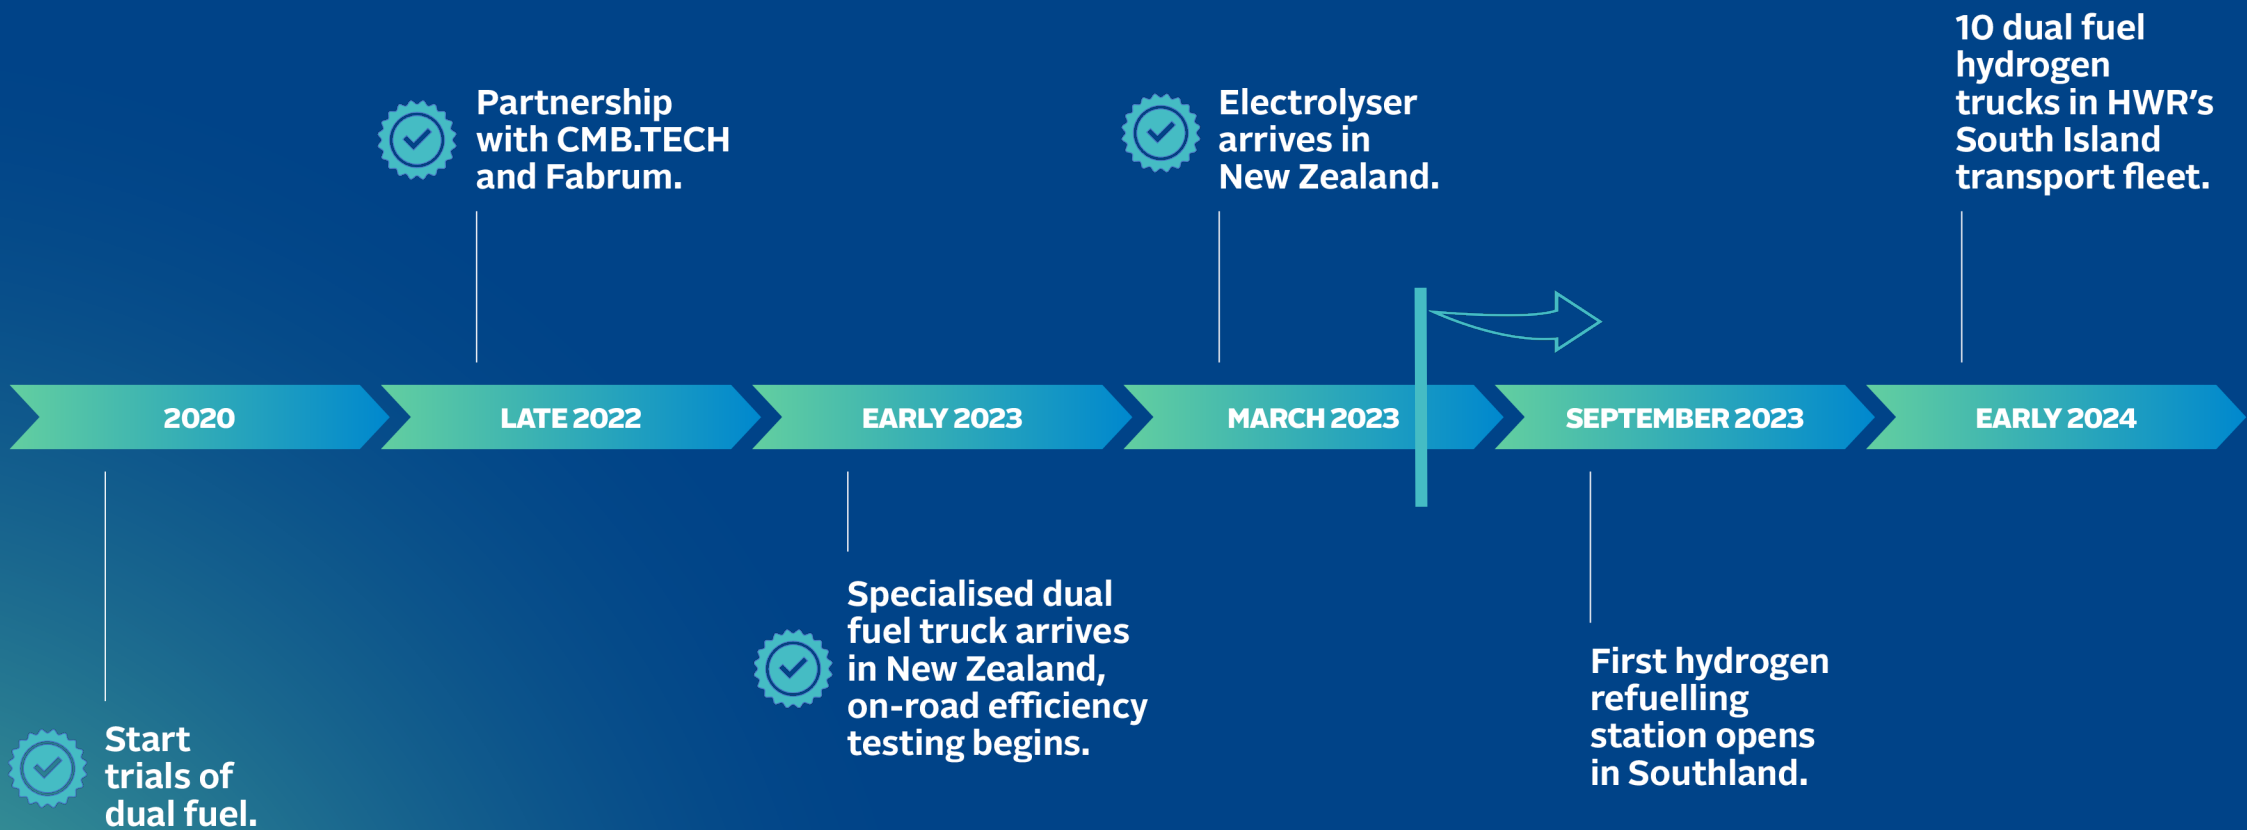 Start
trials of
dual fuel.
2020
Partnership
with CMB.TECH
and Fabrum.
LATE 2022
EARLY 2023
Specialised dual
fuel truck arrives
in New Zealand,
on-road efficiency
testing begins.
Electrolyser
arrives in
New Zealand.
MARCH 2023
SEPTEMBER 2023
First hydrogen
refuelling
station opens
in Southland.
10 dual fuel
hydrogen
trucks in HWR’s
South Island
transport fleet.
EARLY 2024